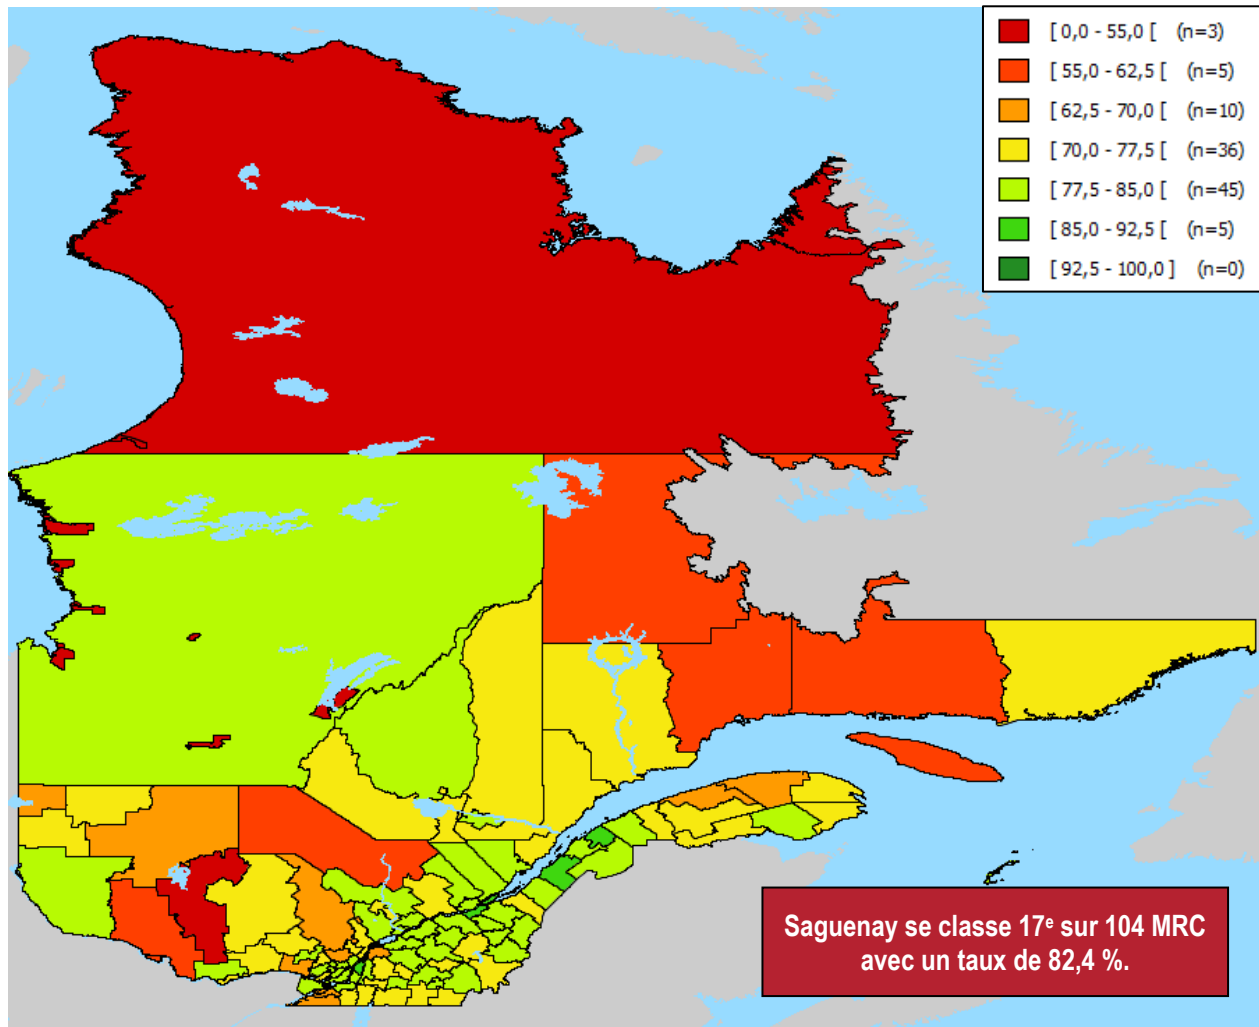 [ 0,0 - 55,0 [ (n=3)
[ 55,0 - 62,5 [ (n=5)
[ 62,5 - 70,0 [ (n=10)
[ 70,0 - 77,5 [ (n=36)
[ 77,5 - 85,0 [ (n=45)
[ 85,0 - 92,5 [ (n=5)
[ 92,5 - 100,0 ] (n=0)
Saguenay se classe 17ᵉ sur 104 MRC
avec un taux de 82,4 %.